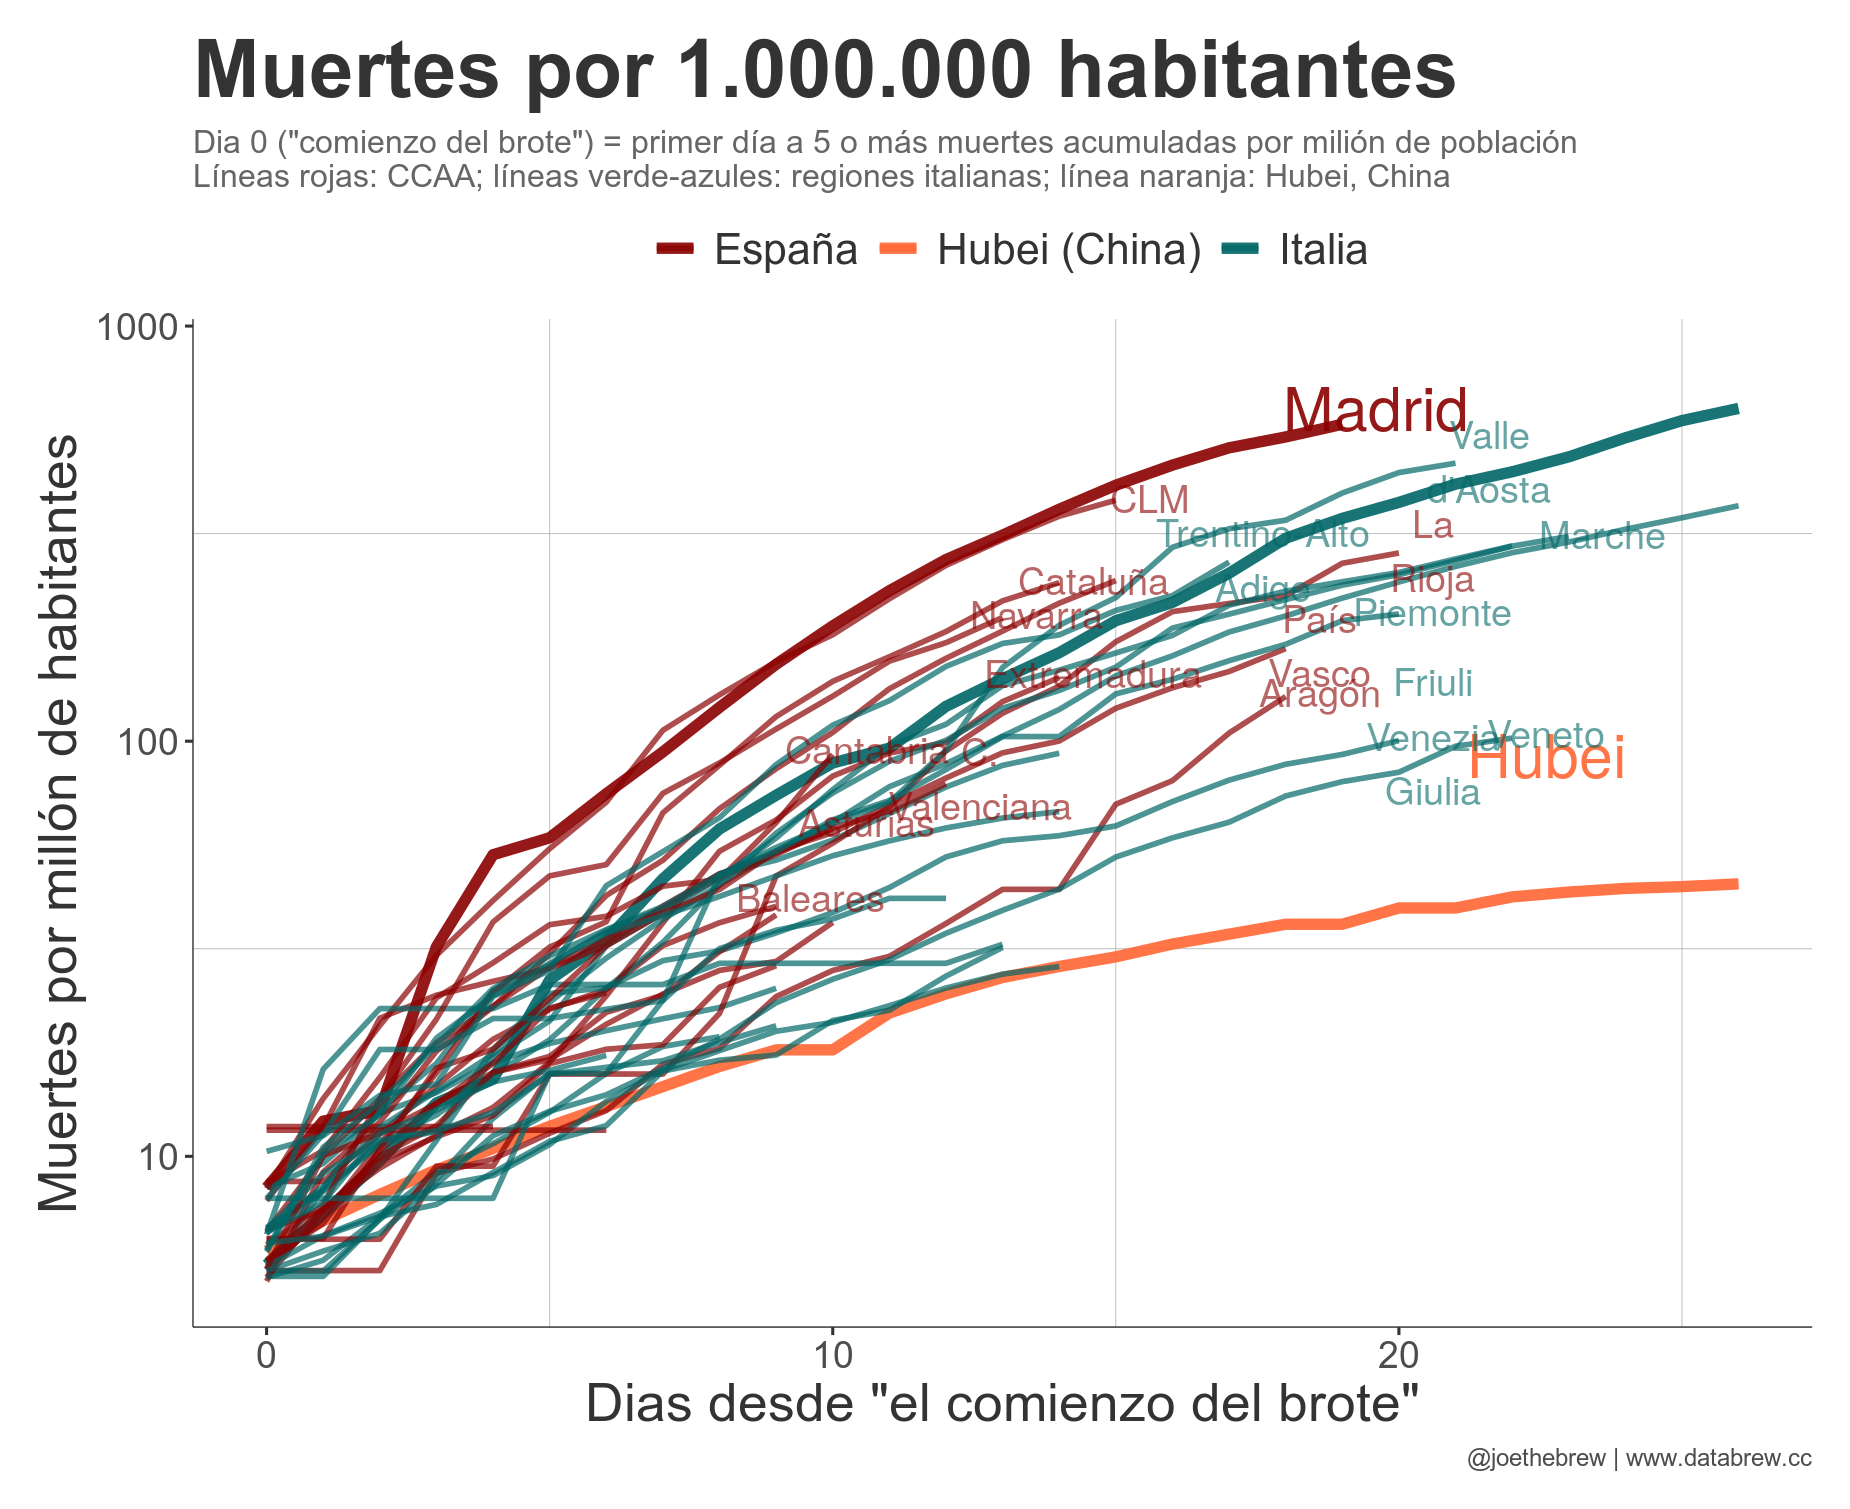 Muertes por 1.000.000 habitantes
Dia 0 ("comienzo del brote") = primer día a 5 o más muertes acumuladas por milión de población
Líneas rojas: CCAA; líneas verde-azules: regiones italianas; línea naranja: Hubei, China
España
Hubei (China)
Italia
Muertes por millón de habitantes
1000
100
10
Madrid
Valle
d'Aosta
CLM
Trentino Alto
Adige
La
Rioja
Marche
Cataluña
Navarra
País
Vasco
Piemonte
Extremadura
Aragón
Friuli
Venezia
Giulia
Veneto
Hubei
Cantabria
C.
Valenciana
Asturias
Baleares
0
10
20
Dias desde "el comienzo del brote"
@joethebrew | www.databrew.cc